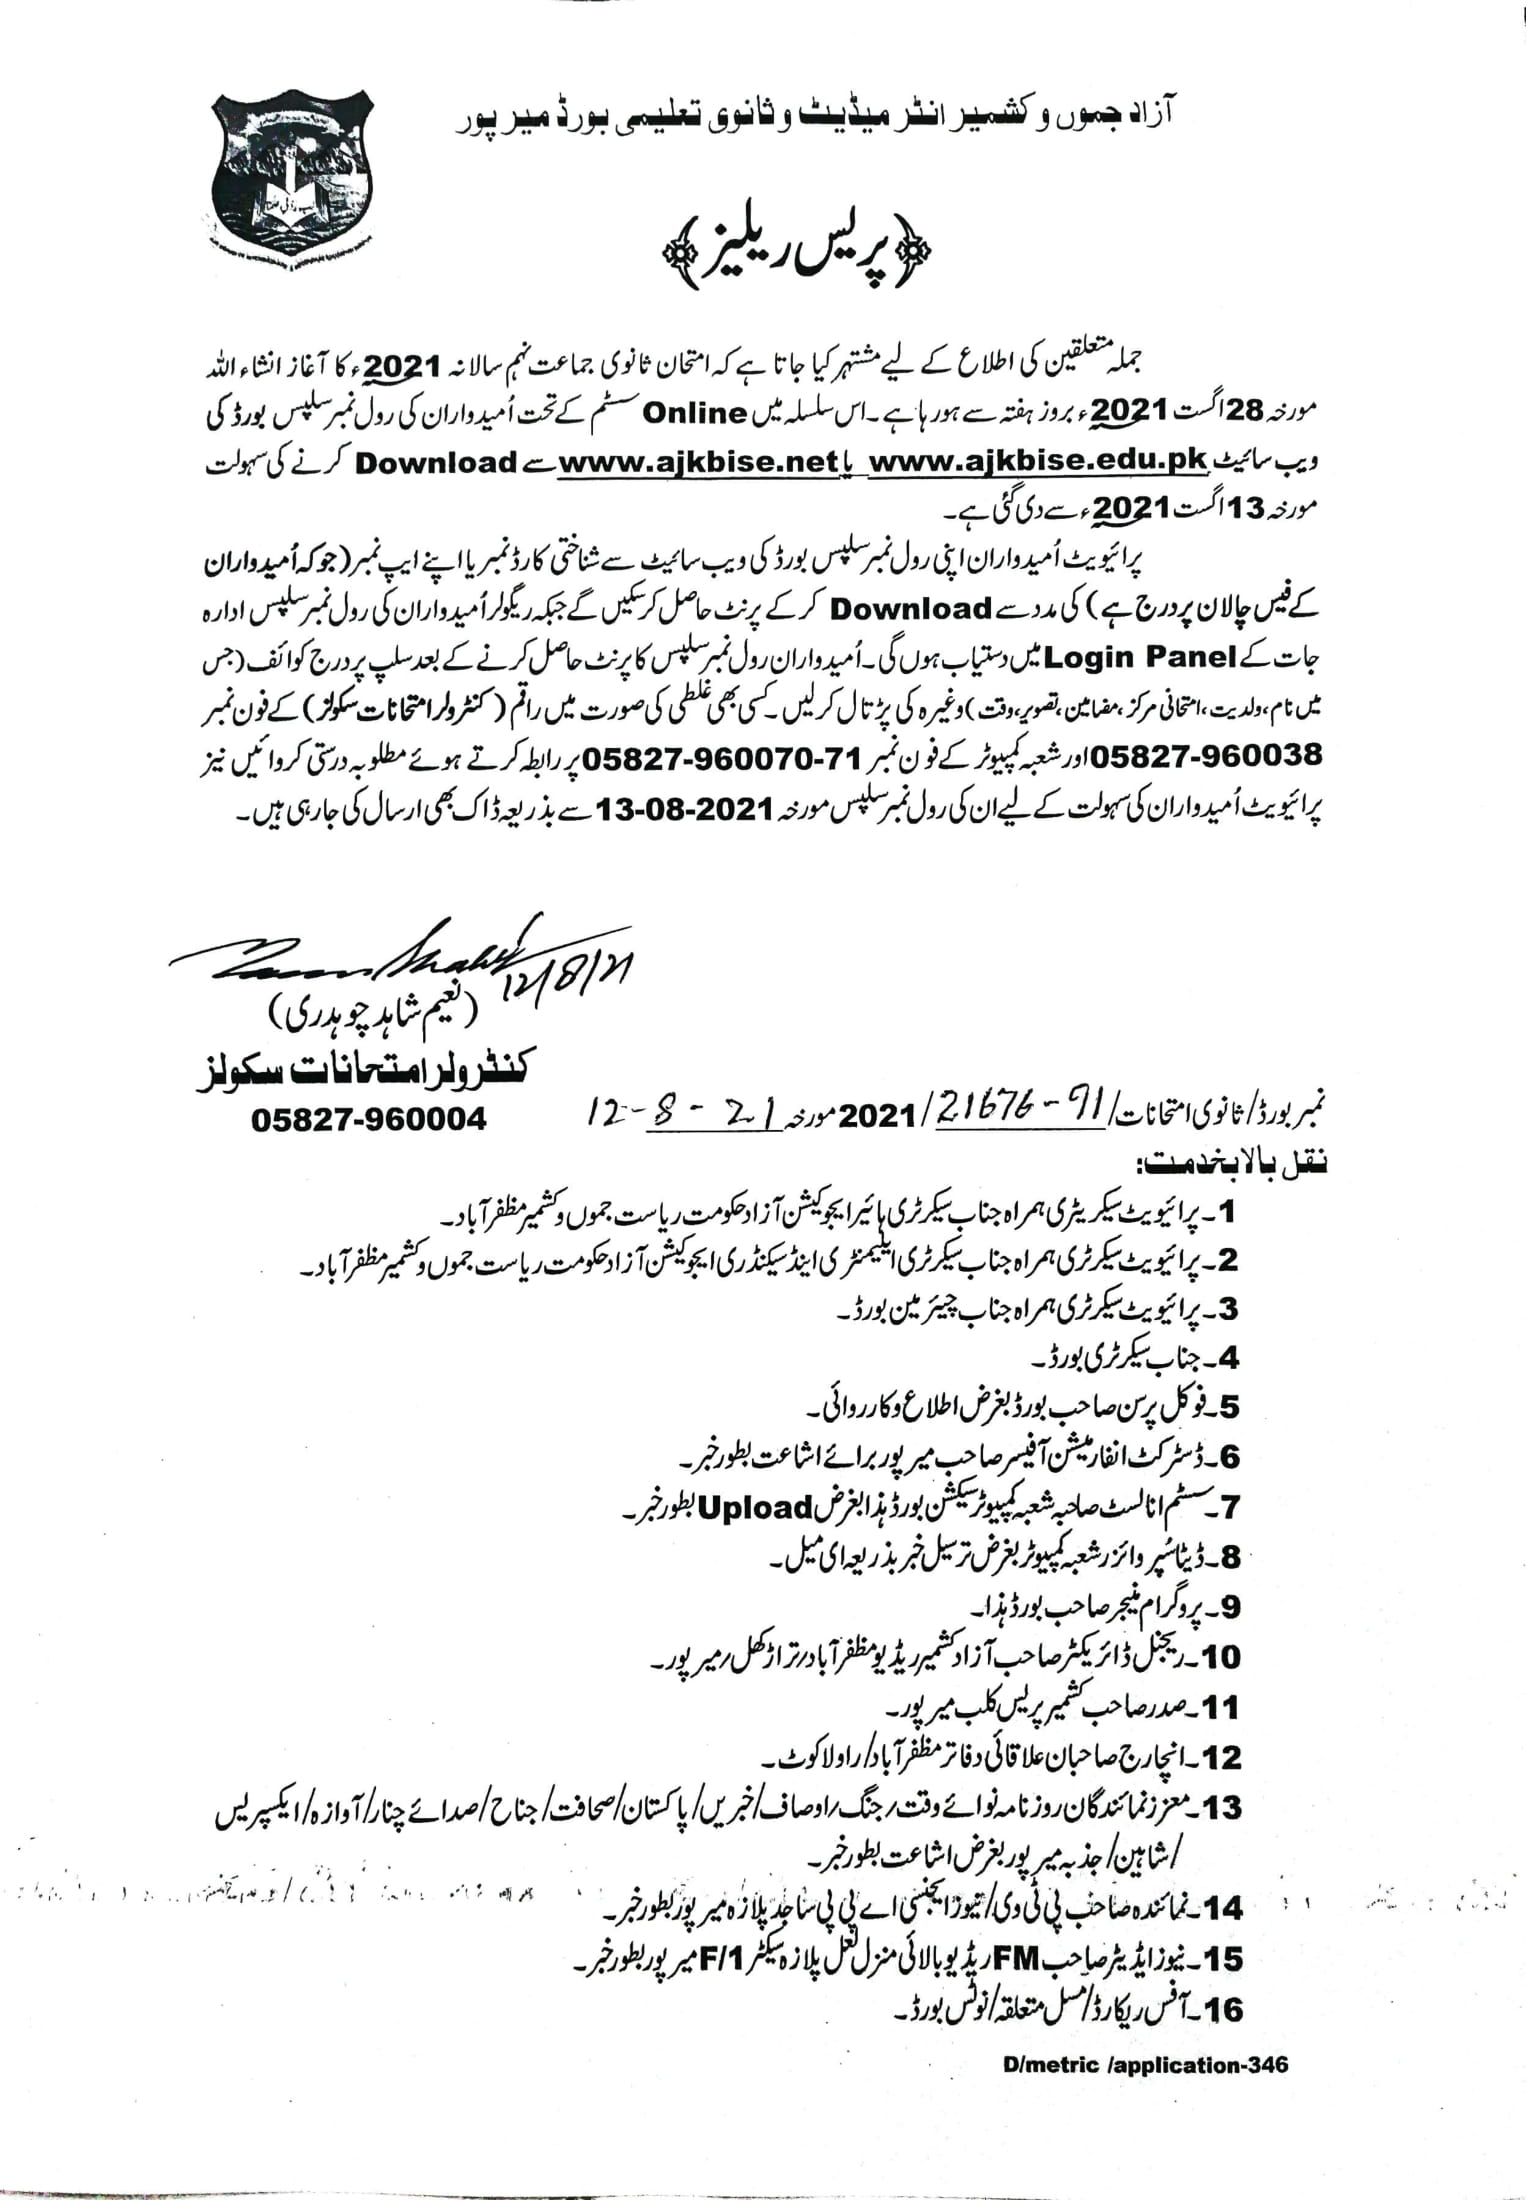 آزاد جموں و کشمیر انٹر میڈیٹ و ثانوی تعلیمی بورڈ میر پور
﴿پریس ریلیز﴾
جملہ متعلقین کی اطلاع کے لیے مشتہر کیا جاتا ہے کہ امتحان ثانوی جماعت نہم سالانہ 2021ء کا آغاز انشاء اللہ
مورخہ 28 اگست 2021ء بروز ہفتہ سے ہو رہا ہے۔ اس سلسلہ میں Online سسٹم کے تحت اُمیدواران کی رول نمبر سلپس بورڈ کی
ویب سائیٹ www.ajkbise.edu.pk یا www.ajkbise.net سے Download کرنے کی سہولت
مورخہ 13 اگست 2021ء سے دی گئی ہے۔
پرائیویٹ اُمیدواران اپنی رول نمبر سلپس بورڈ کی ویب سائیٹ سے شناختی کارڈ نمبر یا اپنے ایپ نمبر (جو کہ اُمیدواران
کے فیس چالان پر درج ہے) کی مدد سے Download کر کے پرنٹ حاصل کر سکیں گے جبکہ ریگولر اُمیدواران کی رول نمبر سلپس ادارہ
جات کے Login Panel میں دستیاب ہوں گی۔ اُمیدواران رول نمبر سلپس کا پرنٹ حاصل کرنے کے بعد سلپ پر درج کوائف (جس
میں نام، ولدیت، امتحانی مرکز، مضامین، تصویر، وقت) وغیرہ کی پڑتال کر لیں۔ کسی بھی غلطی کی صورت میں راقم (کنٹرولر امتحانات سکولز) کے فون نمبر
05827-960038 اور شعبہ کمپیوٹر کے فون نمبر 05827-960070-71 پر رابطہ کرتے ہوئے مطلوبہ درستی کروائیں نیز
پرائیویٹ اُمیدواران کی سہولت کے لیے ان کی رول نمبر سلپس مورخہ 13-08-2021 سے بذریعہ ڈاک بھی ارسال کی جا رہی ہیں۔
12/8/21
(نعیم شاہد چوہدری)
کنٹرولر امتحانات سکولز
05827-960004
نمبر بورڈ/ثانوی امتحانات/21676-91/2021 مورخہ 12-8-21
نقل بالا بخدمت:
1۔ پرائیویٹ سیکریٹری ہمراہ جناب سیکرٹری ہائیر ایجوکیشن آزاد حکومت ریاست جموں و کشمیر مظفر آباد۔
2۔ پرائیویٹ سیکرٹری ہمراہ جناب سیکرٹری ایلیمنٹری اینڈ سیکنڈری ایجوکیشن آزاد حکومت ریاست جموں و کشمیر مظفر آباد۔
3۔ پرائیویٹ سیکرٹری ہمراہ جناب چیئرمین بورڈ۔
4۔ جناب سیکرٹری بورڈ۔
5۔ فوکل پرسن صاحب بورڈ بغرض اطلاع و کارروائی۔
6۔ ڈسٹرکٹ انفارمیشن آفیسر صاحب میر پور برائے اشاعت بطور خبر۔
7۔ سسٹم انالسٹ صاحبہ شعبہ کمپیوٹر سیکشن بورڈ ہذا بغرض Upload بطور خبر۔
8۔ ڈیٹا سُپروائزر شعبہ کمپیوٹر بغرض ترسیل خبر بذریعہ ای میل۔
9۔ پروگرام منیجر صاحب بورڈ ہذا۔
10۔ ریجنل ڈائریکٹر صاحب آزاد کشمیر ریڈیو مظفر آباد/تراڑ کھل/میر پور۔
11۔ صدر صاحب کشمیر پریس کلب میر پور۔
12۔ انچارج صاحبان علاقائی دفاتر مظفر آباد/راولاکوٹ۔
13۔ معزز نمائندگان روزنامہ نوائے وقت/جنگ/اوصاف/خبریں/پاکستان/صحافت/جناح/صدائے چنار/آوازہ/ایکسپریس
/شاہین/جذبہ میر پور بغرض اشاعت بطور خبر۔
14۔ نمائندہ صاحب پی ٹی وی/نیوز ایجنسی اے پی پی ساجد پلازہ میر پور بطور خبر۔
15۔ نیوز ایڈیٹر صاحب FM ریڈیو بالائی منزل لعل پلازہ سیکٹر F/1 میر پور بطور خبر۔
16۔ آفس ریکارڈ/مسل متعلقہ/نوٹس بورڈ۔
D/metric /application-346